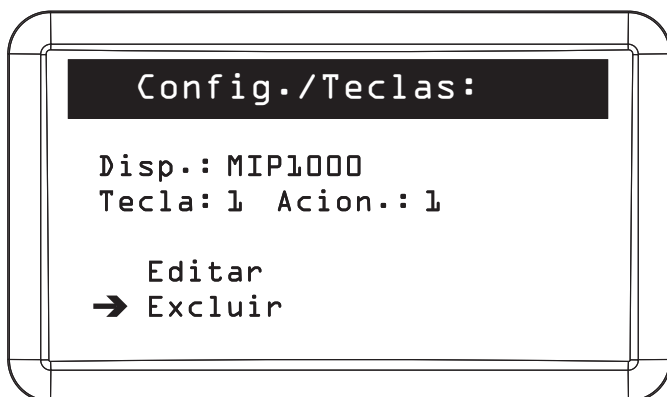 Config./Teclas:
Disp.: MIP1000
Tecla: 1 Acion.: 1
Editar
➔ Excluir